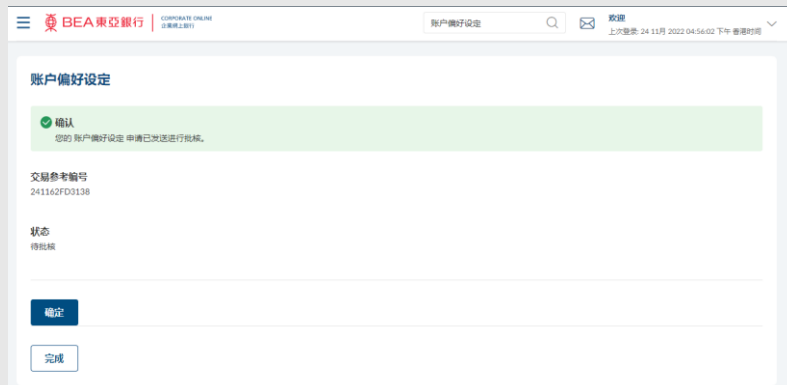 BEA東亞銀行
CORPORATE ONLINE
企業網上銀行
账户偏好设定
欢迎
上次登录: 24 11月 2022 04:56:02 下午 香港时间
账户偏好设定
确认
您的 账户偏好设定 申请已发送进行批核。
交易参考编号
241162FD3138
状态
待批核
确定
完成